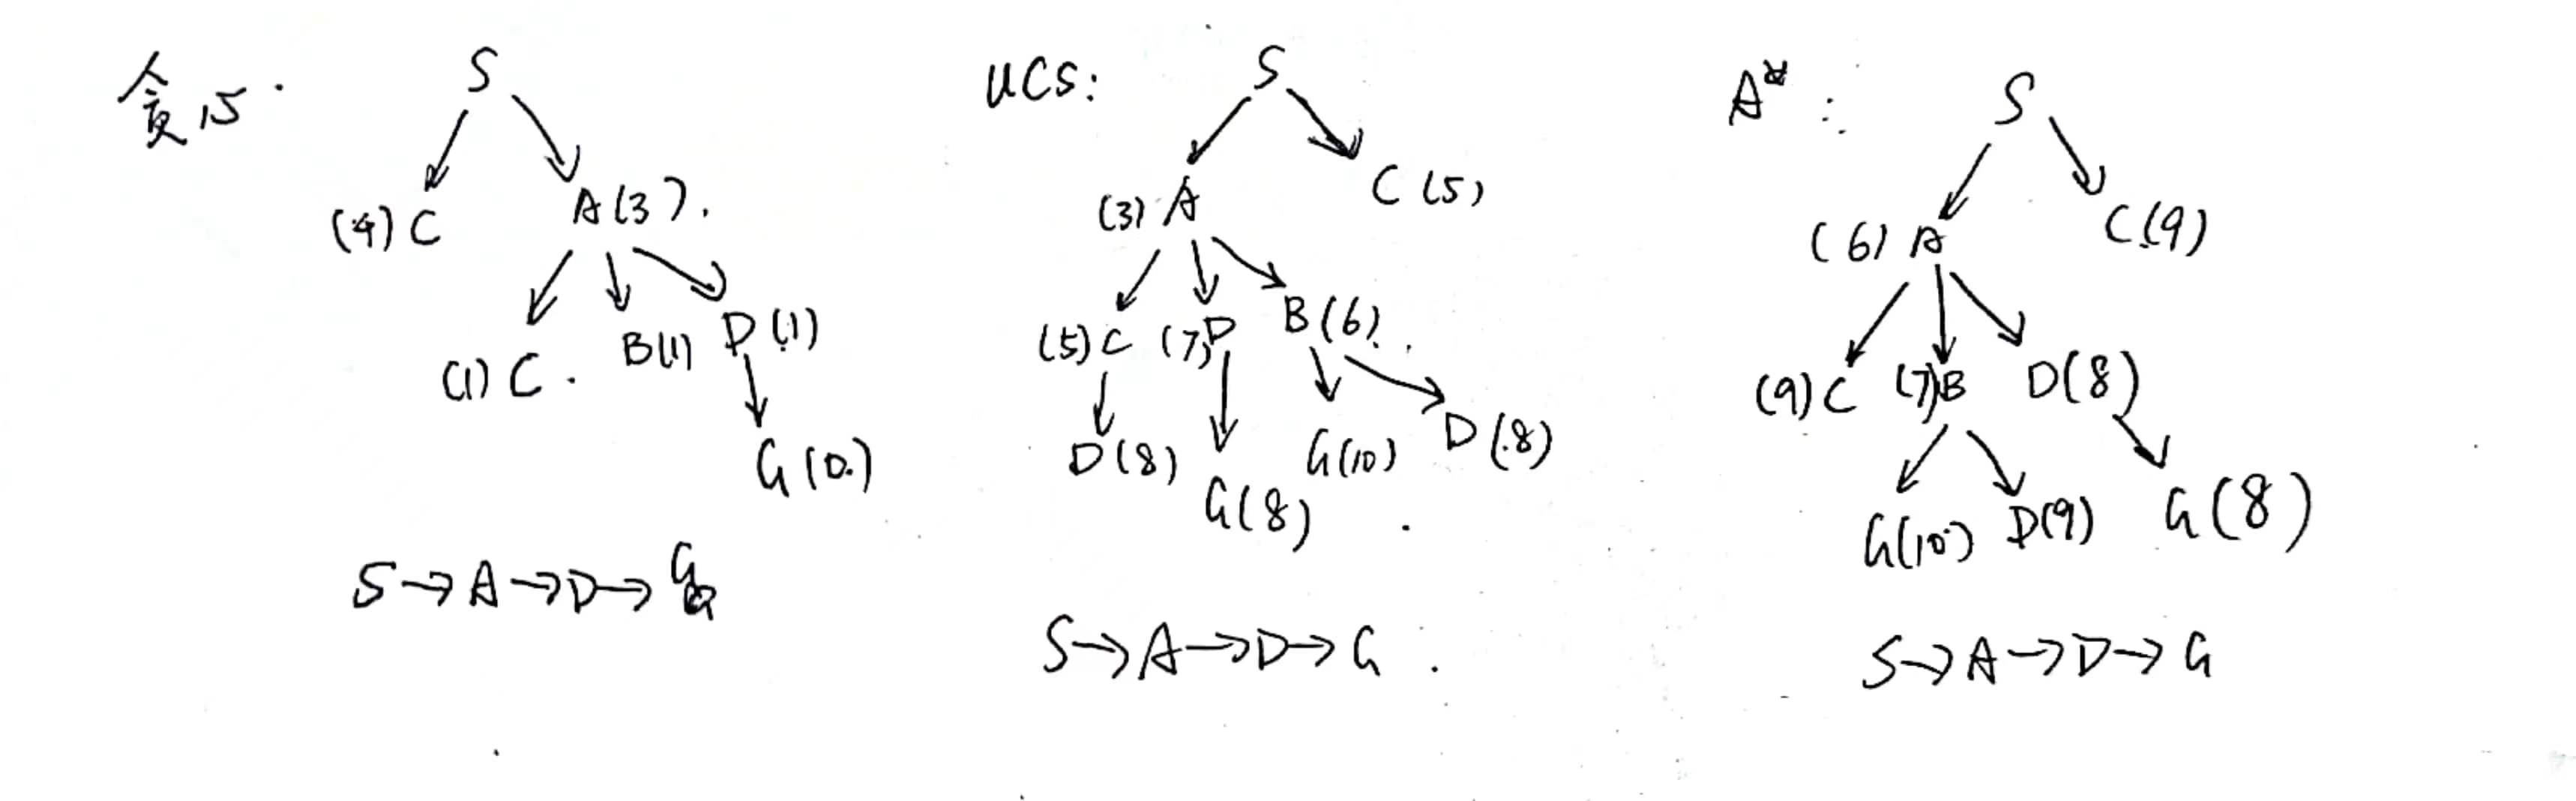 贪心.
S
(4) C A(3).
(1) C. B(1) D(1)
G(0.)
S→A→D→G
UCS:
S
(3) A C(5)
(5) C (7) D B(6).
D(8) G(8) G(10) D(8)
S→A→D→G.
A*:
S
(6) A C(9)
(9) C (7) B D(8)
G(10) D(9) G(8)
S→A→D→G